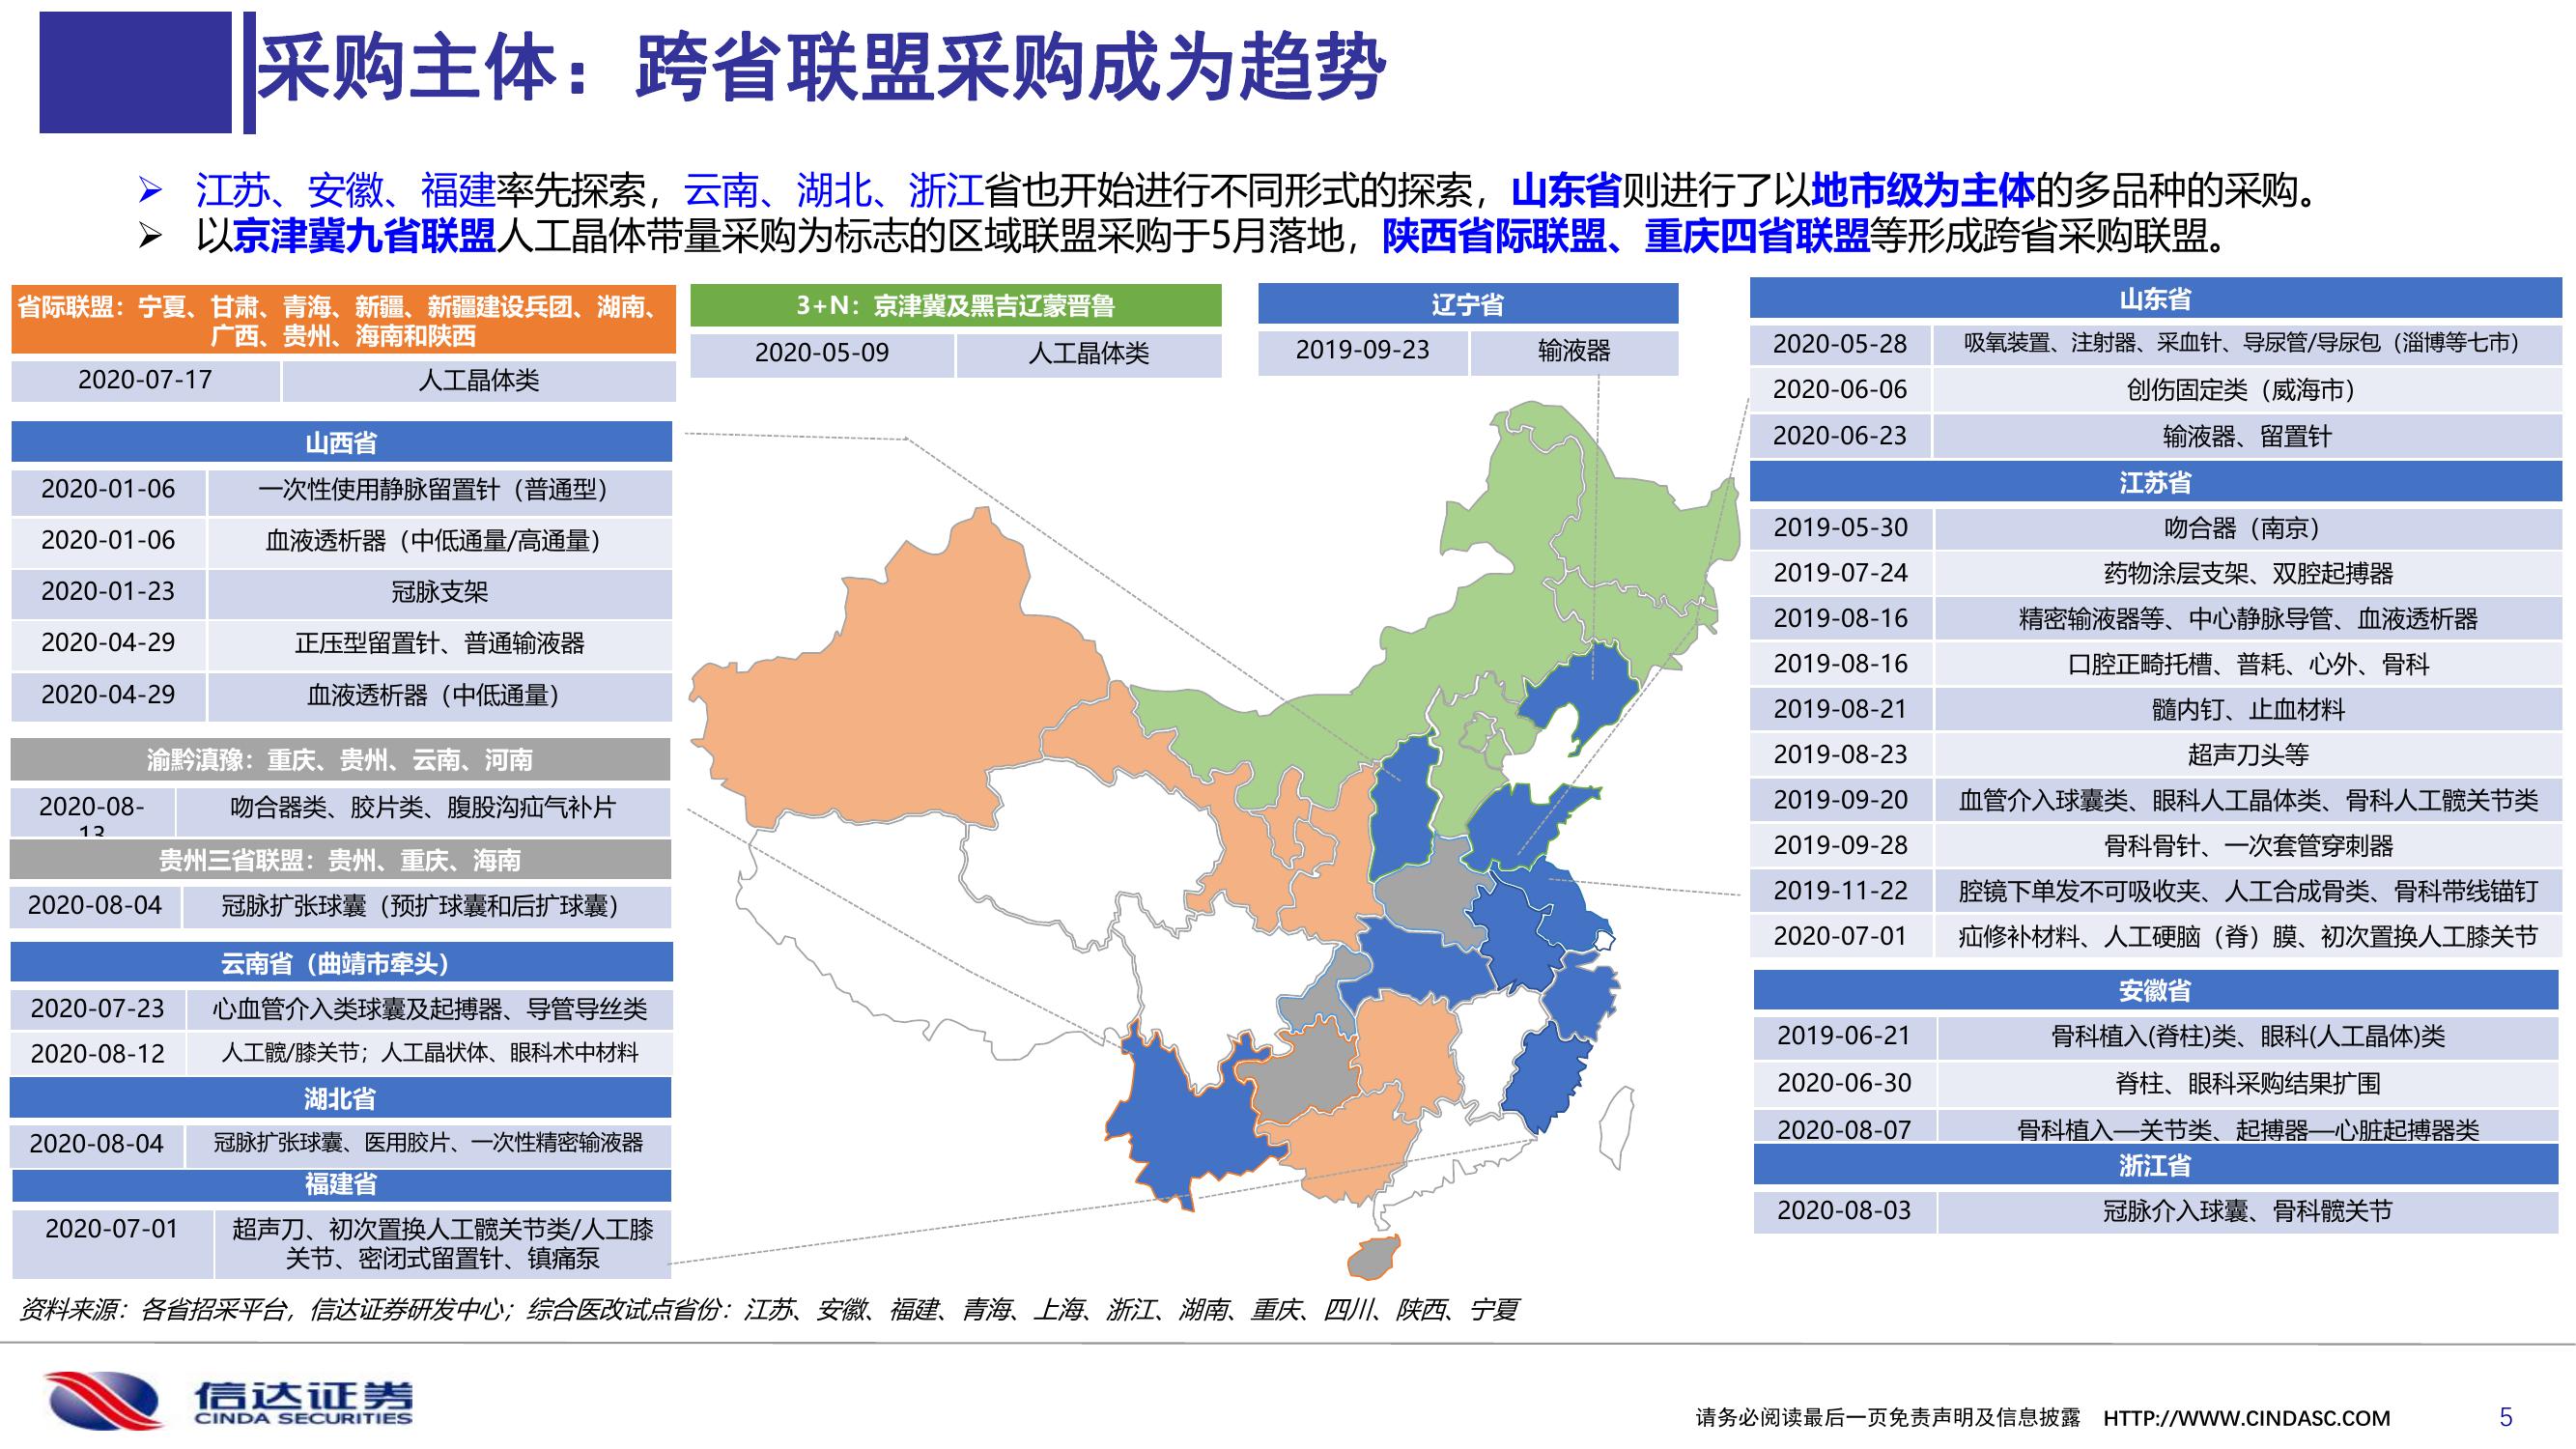 采购主体：跨省联盟采购成为趋势
➢ 江苏、安徽、福建率先探索，云南、湖北、浙江省也开始进行不同形式的探索，山东省则进行了以地市级为主体的多品种的采购。
➢ 以京津冀九省联盟人工晶体带量采购为标志的区域联盟采购于5月落地，陕西省际联盟、重庆四省联盟等形成跨省采购联盟。
省际联盟：宁夏、甘肃、青海、新疆、新疆建设兵团、湖南、
广西、贵州、海南和陕西
2020-07-17 人工晶体类
山西省
2020-01-06 一次性使用静脉留置针（普通型）
2020-01-06 血液透析器（中低通量/高通量）
2020-01-23 冠脉支架
2020-04-29 正压型留置针、普通输液器
2020-04-29 血液透析器（中低通量）
渝黔滇豫：重庆、贵州、云南、河南
2020-08-
13 吻合器类、胶片类、腹股沟疝气补片
贵州三省联盟：贵州、重庆、海南
2020-08-04 冠脉扩张球囊（预扩球囊和后扩球囊）
云南省（曲靖市牵头）
2020-07-23 心血管介入类球囊及起搏器、导管导丝类
2020-08-12 人工髋/膝关节；人工晶状体、眼科术中材料
湖北省
2020-08-04 冠脉扩张球囊、医用胶片、一次性精密输液器
福建省
2020-07-01 超声刀、初次置换人工髋关节类/人工膝
关节、密闭式留置针、镇痛泵
3+N：京津冀及黑吉辽蒙晋鲁
2020-05-09 人工晶体类
辽宁省
2019-09-23 输液器
山东省
2020-05-28 吸氧装置、注射器、采血针、导尿管/导尿包（淄博等七市）
2020-06-06 创伤固定类（威海市）
2020-06-23 输液器、留置针
江苏省
2019-05-30 吻合器（南京）
2019-07-24 药物涂层支架、双腔起搏器
2019-08-16 精密输液器等、中心静脉导管、血液透析器
2019-08-16 口腔正畸托槽、普耗、心外、骨科
2019-08-21 髓内钉、止血材料
2019-08-23 超声刀头等
2019-09-20 血管介入球囊类、眼科人工晶体类、骨科人工髋关节类
2019-09-28 骨科骨针、一次套管穿刺器
2019-11-22 腔镜下单发不可吸收夹、人工合成骨类、骨科带线锚钉
2020-07-01 疝修补材料、人工硬脑（脊）膜、初次置换人工膝关节
安徽省
2019-06-21 骨科植入(脊柱)类、眼科(人工晶体)类
2020-06-30 脊柱、眼科采购结果扩围
2020-08-07 骨科植入—关节类、起搏器—心脏起搏器类
浙江省
2020-08-03 冠脉介入球囊、骨科髋关节
资料来源：各省招采平台，信达证券研发中心；综合医改试点省份：江苏、安徽、福建、青海、上海、浙江、湖南、重庆、四川、陕西、宁夏
信达证券
CINDA SECURITIES
请务必阅读最后一页免责声明及信息披露 HTTP://WWW.CINDASC.COM 5